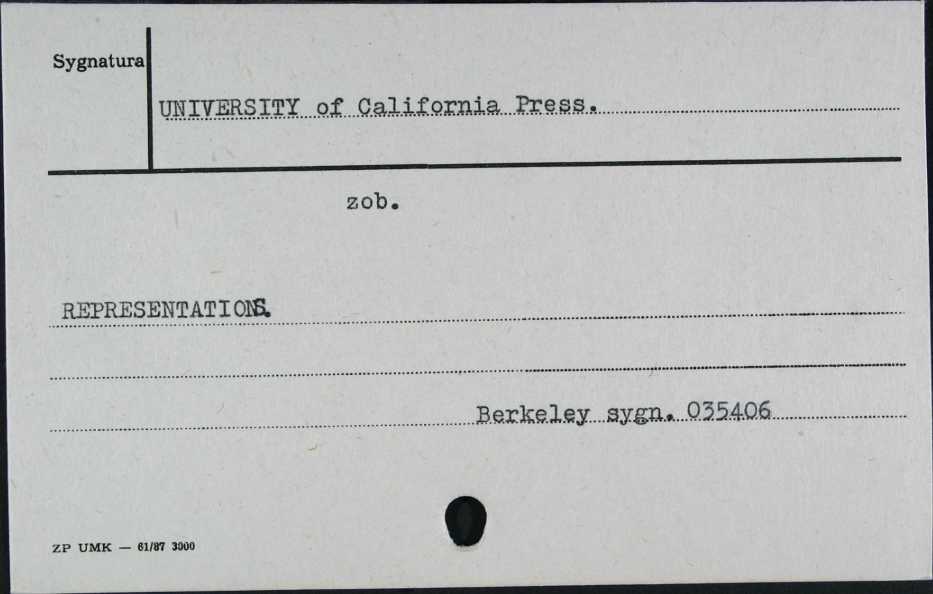 Sygnatura
UNIVERSITY of California Press.
zob.
REPRESENTATIONS.
Berkeley sygn. 035406
ZP UMK — 61/87 3000